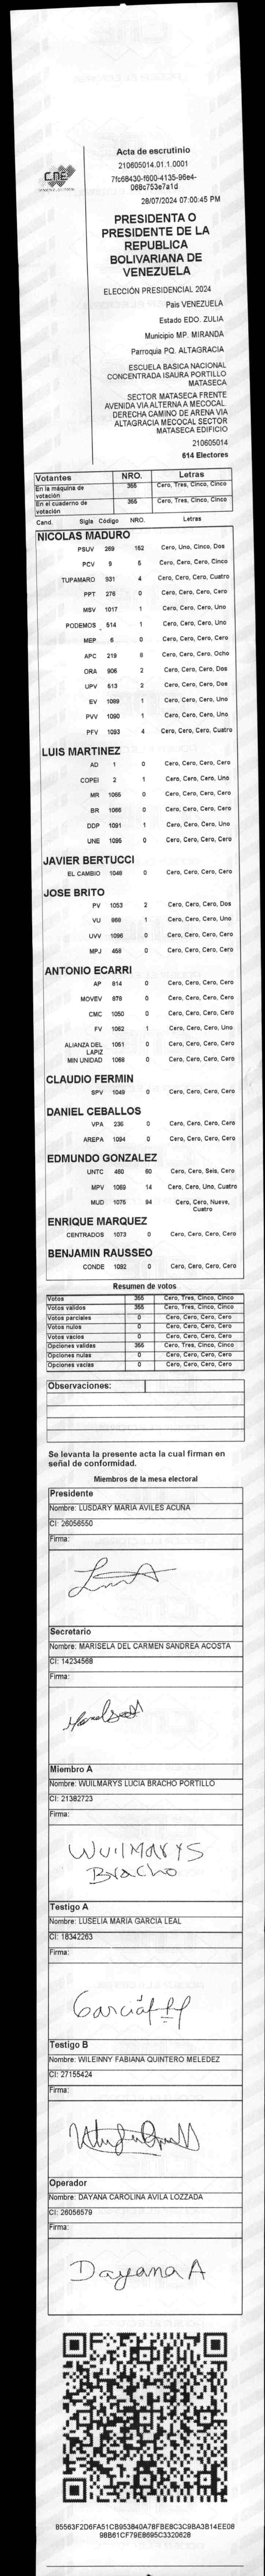 Acta de escrutinio
210605014.01.1.0001
7fc68430-f600-4135-96e4-
068c753e7a1d
28/07/2024 07:00:45 PM
CNE
PRESIDENTA O
PRESIDENTE DE LA
REPUBLICA
BOLIVARIANA DE
VENEZUELA
ELECCIÓN PRESIDENCIAL 2024
Pais VENEZUELA
Estado EDO. ZULIA
Municipio MP. MIRANDA
Parroquia PQ. ALTAGRACIA
ESCUELA BASICA NACIONAL
CONCENTRADA ISAURA PORTILLO
MATASECA
SECTOR MATASECA FRENTE
AVENIDA VIA ALTERNA A MECOCAL.
DERECHA CAMINO DE ARENA VIA
ALTAGRACIA MECOCAL SECTOR
MATASECA EDIFICIO
210605014
614 Electores
Votantes NRO. Letras
En la máquina de votación 355 Cero, Tres, Cinco, Cinco
En el cuaderno de votación 355 Cero, Tres, Cinco, Cinco
Cand. Sigla Código NRO. Letras
NICOLAS MADURO
PSUV 269 152 Cero, Uno, Cinco, Dos
PCV 9 5 Cero, Cero, Cero, Cinco
TUPAMARO 931 4 Cero, Cero, Cero, Cuatro
PPT 276 0 Cero, Cero, Cero, Cero
MSV 1017 1 Cero, Cero, Cero, Uno
PODEMOS 514 1 Cero, Cero, Cero, Uno
MEP 6 0 Cero, Cero, Cero, Cero
APC 219 8 Cero, Cero, Cero, Ocho
ORA 906 2 Cero, Cero, Cero, Dos
UPV 513 2 Cero, Cero, Cero, Dos
EV 1089 1 Cero, Cero, Cero, Uno
PVV 1090 1 Cero, Cero, Cero, Uno
PFV 1093 4 Cero, Cero, Cero, Cuatro
LUIS MARTINEZ
AD 1 0 Cero, Cero, Cero, Cero
COPEI 2 1 Cero, Cero, Cero, Uno
MR 1065 0 Cero, Cero, Cero, Cero
BR 1066 0 Cero, Cero, Cero, Cero
DDP 1091 1 Cero, Cero, Cero, Uno
UNE 1095 0 Cero, Cero, Cero, Cero
JAVIER BERTUCCI
EL CAMBIO 1048 0 Cero, Cero, Cero, Cero
JOSE BRITO
PV 1053 2 Cero, Cero, Cero, Dos
VU 968 1 Cero, Cero, Cero, Uno
UVV 1096 0 Cero, Cero, Cero, Cero
MPJ 458 0 Cero, Cero, Cero, Cero
ANTONIO ECARRI
AP 814 0 Cero, Cero, Cero, Cero
MOVEV 878 0 Cero, Cero, Cero, Cero
CMC 1050 0 Cero, Cero, Cero, Cero
FV 1062 1 Cero, Cero, Cero, Uno
ALIANZA DEL LAPIZ 1051 0 Cero, Cero, Cero, Cero
MIN UNIDAD 1068 0 Cero, Cero, Cero, Cero
CLAUDIO FERMIN
SPV 1049 0 Cero, Cero, Cero, Cero
DANIEL CEBALLOS
VPA 236 0 Cero, Cero, Cero, Cero
AREPA 1094 0 Cero, Cero, Cero, Cero
EDMUNDO GONZALEZ
UNTC 460 60 Cero, Cero, Seis, Cero
MPV 1069 14 Cero, Cero, Uno, Cuatro
MUD 1075 94 Cero, Cero, Nueve, Cuatro
ENRIQUE MARQUEZ
CENTRADOS 1073 0 Cero, Cero, Cero, Cero
BENJAMIN RAUSSEO
CONDE 1092 0 Cero, Cero, Cero, Cero
Resumen de votos
Votos 355 Cero, Tres, Cinco, Cinco
Votos válidos 355 Cero, Tres, Cinco, Cinco
Votos parciales 0 Cero, Cero, Cero, Cero
Votos nulos 0 Cero, Cero, Cero, Cero
Votos vacios 0 Cero, Cero, Cero, Cero
Opciones validas 355 Cero, Tres, Cinco, Cinco
Opciones nulas 0 Cero, Cero, Cero, Cero
Opciones vacias 0 Cero, Cero, Cero, Cero
Observaciones:
Se levanta la presente acta la cual firman en
señal de conformidad.
Miembros de la mesa electoral
Presidente
Nombre: LUSDARY MARIA AVILES ACUÑA
CI: 26056550
Firma:
Secretario
Nombre: MARISELA DEL CARMEN SANDREA ACOSTA
CI: 14234568
Firma:
Miembro A
Nombre: WUILMARYS LUCIA BRACHO PORTILLO
CI: 21382723
Firma:
WUilMARYS
Bracho
Testigo A
Nombre: LUSELIA MARIA GARCIA LEAL
CI: 18342263
Firma:
Garcia
Testigo B
Nombre: WILEINNY FABIANA QUINTERO MELEDEZ
CI: 27155424
Firma:
Operador
Nombre: DAYANA CAROLINA AVILA LOZZADA
CI: 26056579
Firma:
Dayana A
85563F2D6FA51CB953840A78FBE8C3C9BA3B14EE08
98B61CF79E8695C3320628